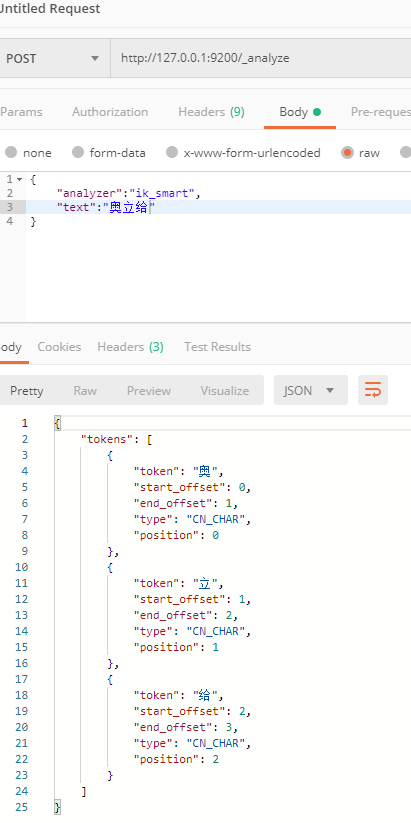 Untitled Request
POST http://127.0.0.1:9200/_analyze
Params Authorization Headers (9) Body Pre-reques
none form-data x-www-form-urlencoded raw
1 {
2 "analyzer":"ik_smart",
3 "text":"奥立给"
4 }
ody Cookies Headers (3) Test Results
Pretty Raw Preview Visualize JSON
1 {
2 "tokens": [
3 {
4 "token": "奥",
5 "start_offset": 0,
6 "end_offset": 1,
7 "type": "CN_CHAR",
8 "position": 0
9 },
10 {
11 "token": "立",
12 "start_offset": 1,
13 "end_offset": 2,
14 "type": "CN_CHAR",
15 "position": 1
16 },
17 {
18 "token": "给",
19 "start_offset": 2,
20 "end_offset": 3,
21 "type": "CN_CHAR",
22 "position": 2
23 }
24 ]
25 }